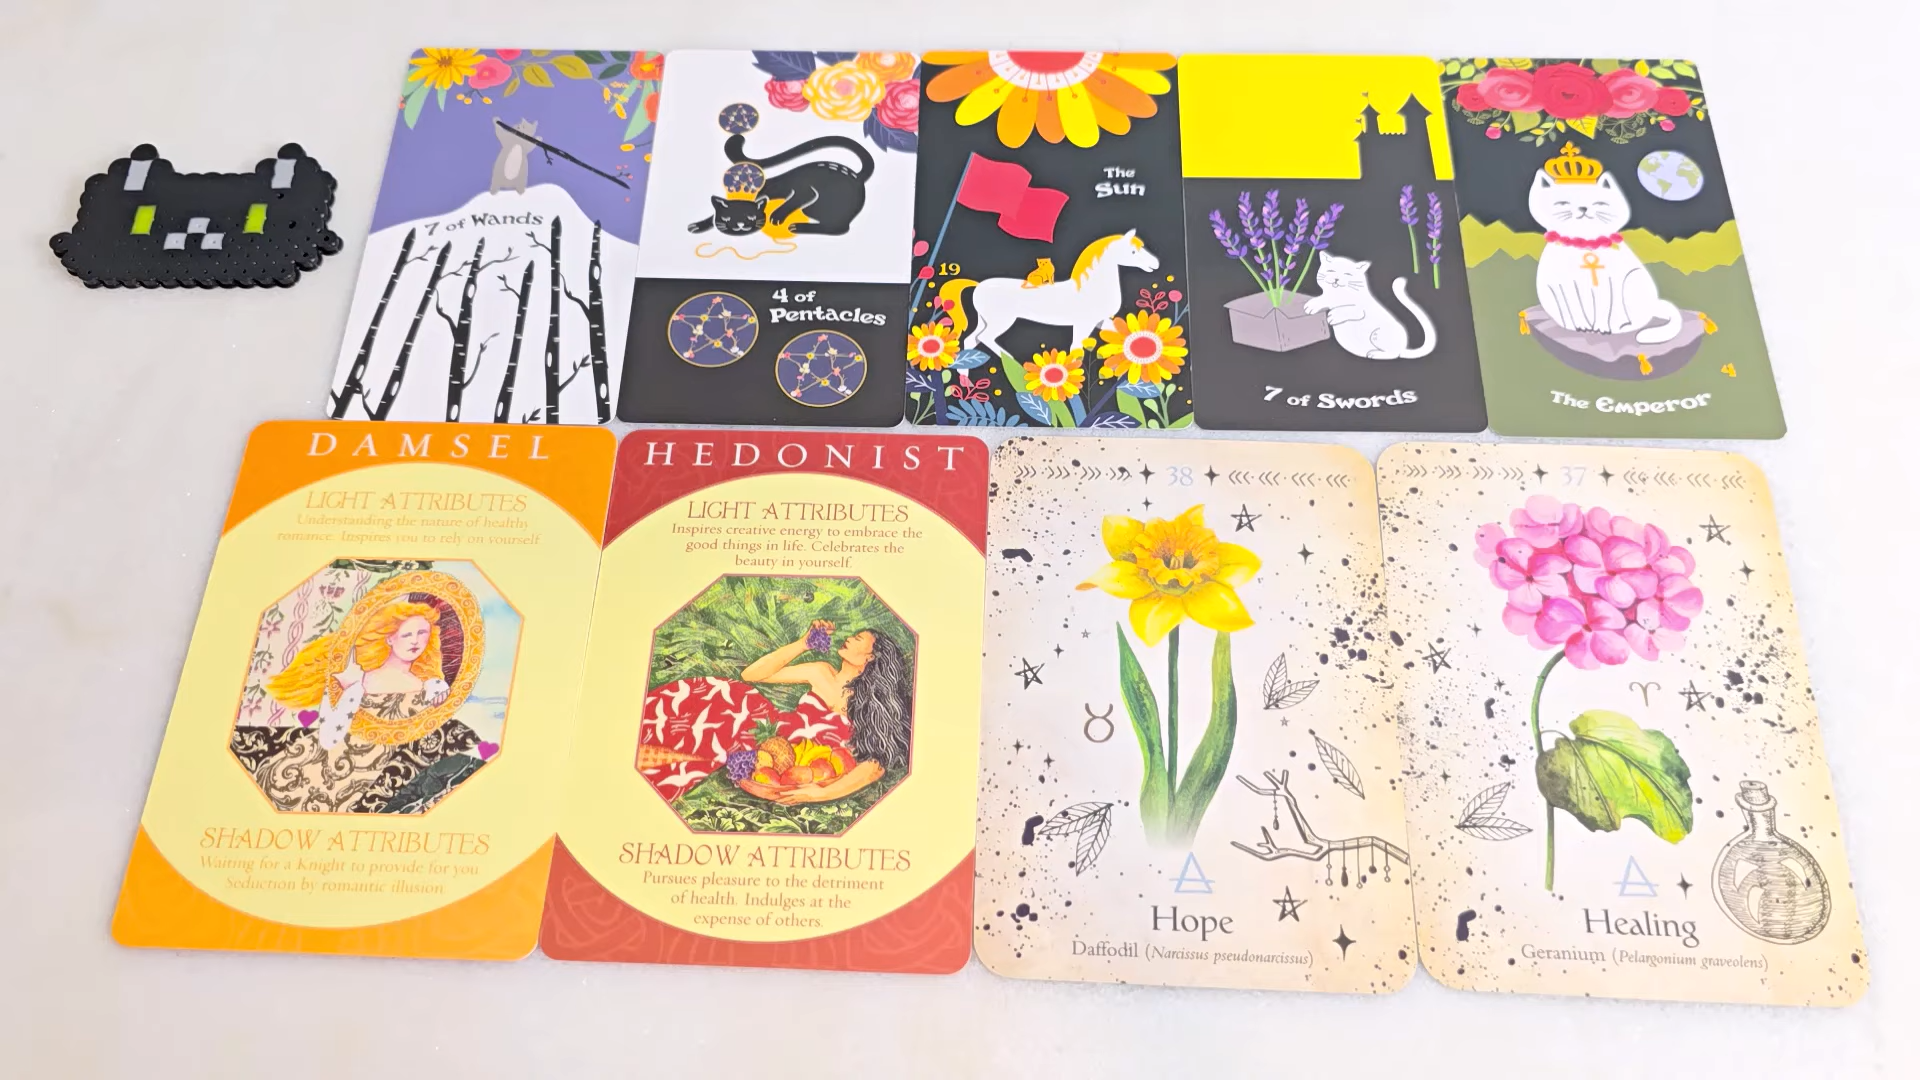 7 of Wands
4 of
Pentacles
The
Sun
19
7 of Swords
The Emperor
4
DAMSEL
LIGHT ATTRIBUTES
Understanding the nature of healthy
romance. Inspires you to rely on yourself.
SHADOW ATTRIBUTES
Waiting for a Knight to provide for you
Seduction by romantic illusion.
HEDONIST
LIGHT ATTRIBUTES
Inspires creative energy to embrace the
good things in life. Celebrates the
beauty in yourself.
SHADOW ATTRIBUTES
Pursues pleasure to the detriment
of health. Indulges at the
expense of others.
38
Hope
Daffodil (Narcissus pseudonarcissus)
37
Healing
Geranium (Pelargonium graveolens)